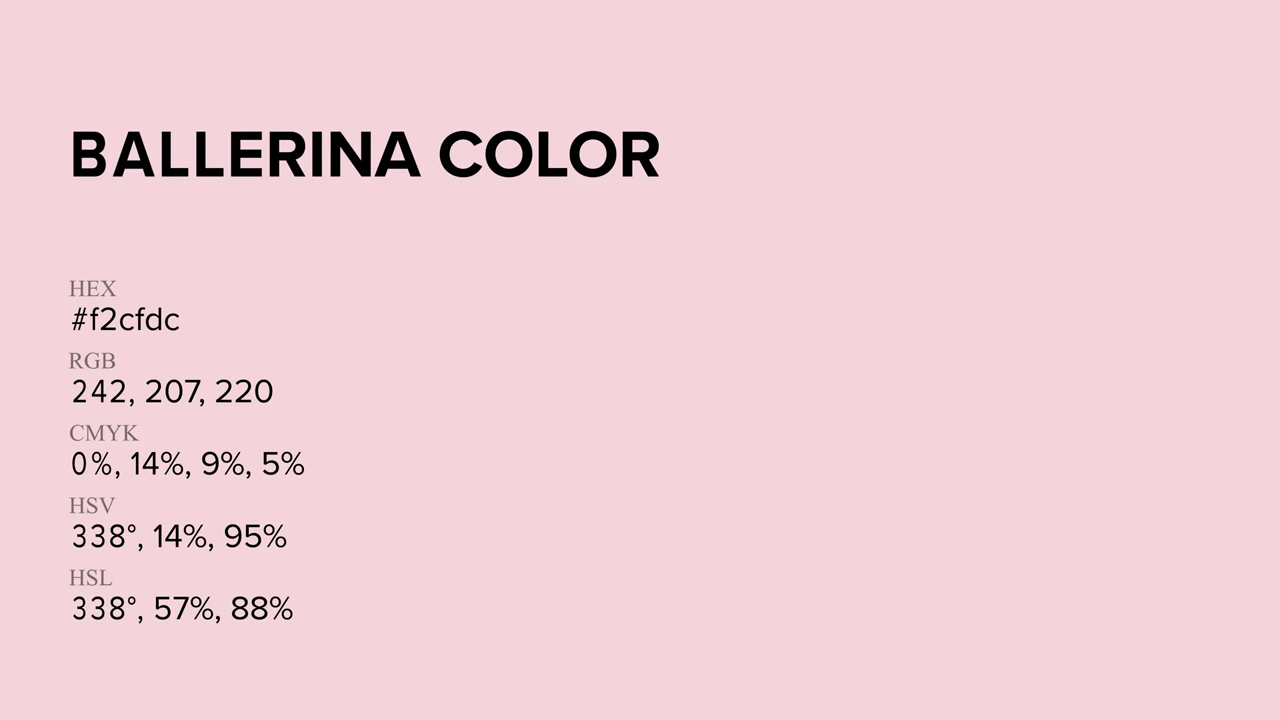 BALLERINA COLOR
HEX
#f2cfdc
RGB
242, 207, 220
CMYK
0%, 14%, 9%, 5%
HSV
338°, 14%, 95%
HSL
338°, 57%, 88%